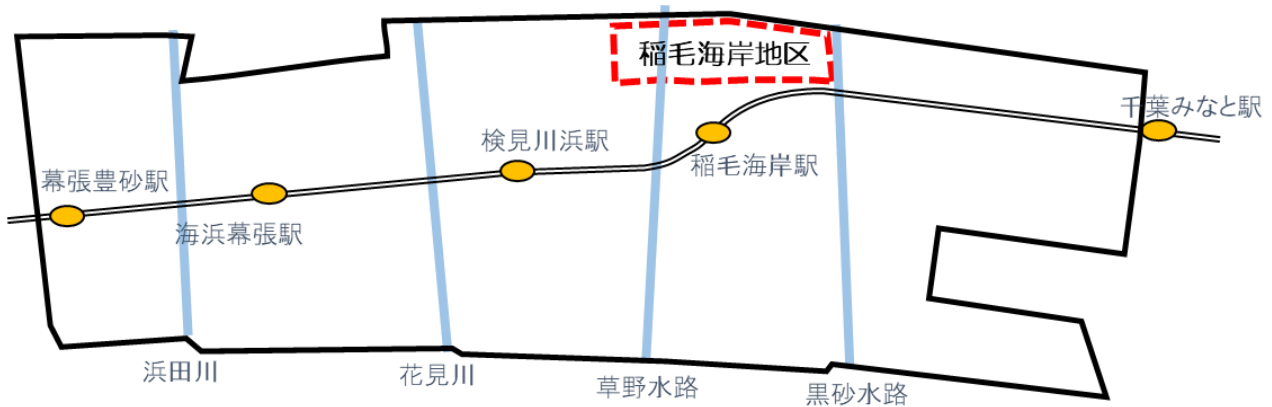 稲毛海岸地区
千葉みなと駅
検見川浜駅
稲毛海岸駅
幕張豊砂駅
海浜幕張駅
浜田川
花見川
草野水路
黒砂水路